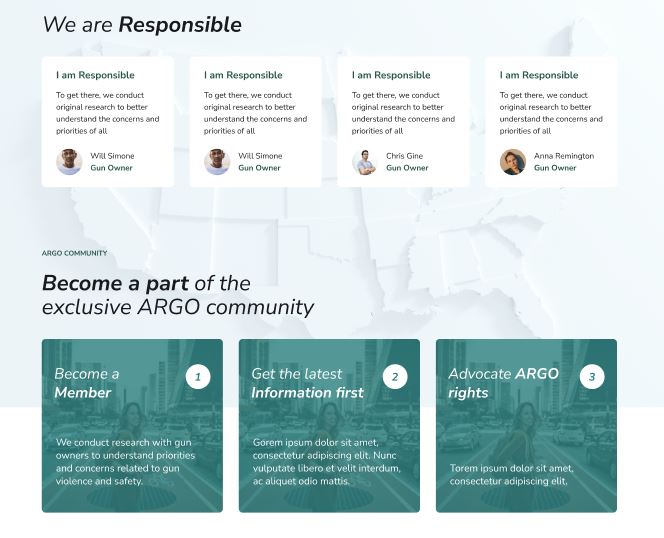 We are Responsible
I am Responsible
To get there, we conduct
original research to better
understand the concerns and
priorities of all
Will Simone
Gun Owner
I am Responsible
To get there, we conduct
original research to better
understand the concerns and
priorities of all
Will Simone
Gun Owner
I am Responsible
To get there, we conduct
original research to better
understand the concerns and
priorities of all
Chris Gine
Gun Owner
I am Responsible
To get there, we conduct
original research to better
understand the concerns and
priorities of all
Anna Remington
Gun Owner
ARGO COMMUNITY
Become a part of the
exclusive ARGO community
Become a
Member
1
We conduct research with gun
owners to understand priorities
and concerns related to gun
violence and safety.
Get the latest
Information first
2
Gorem ipsum dolor sit amet,
consectetur adipiscing elit. Nunc
vulputate libero et velit interdum,
ac aliquet odio mattis.
Advocate ARGO
rights
3
Torem ipsum dolor sit amet,
consectetur adipiscing elit.